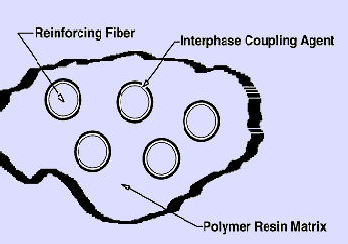 Reinforcing Fiber
Interphase Coupling Agent
Polymer Resin Matrix